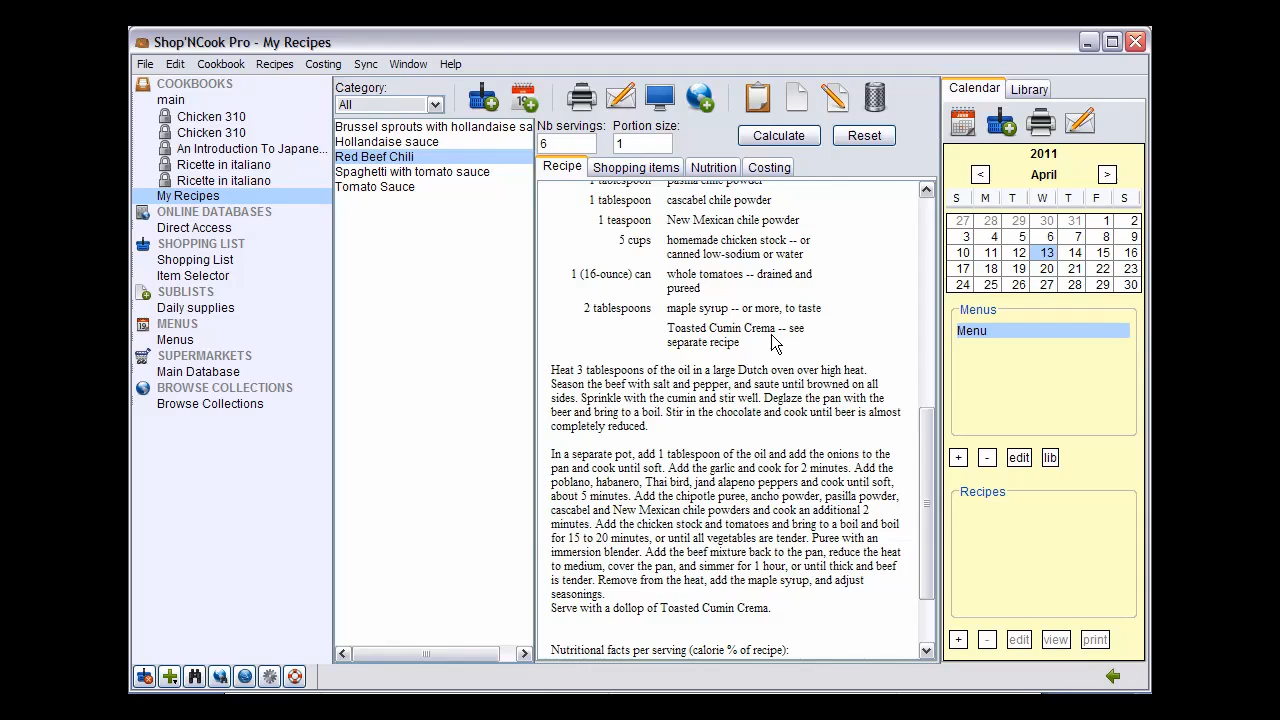 Shop'NCook Pro - My Recipes
File Edit Cookbook Recipes Costing Sync Window Help
COOKBOOKS
main
Chicken 310
Chicken 310
An Introduction To Japane...
Ricette in italiano
Ricette in italiano
My Recipes
ONLINE DATABASES
Direct Access
SHOPPING LIST
Shopping List
Item Selector
SUBLISTS
Daily supplies
MENUS
Menus
SUPERMARKETS
Main Database
BROWSE COLLECTIONS
Browse Collections
Category:
All
Brussel sprouts with hollandaise sa
Hollandaise sauce
Red Beef Chili
Spaghetti with tomato sauce
Tomato Sauce
19
Nb servings: Portion size:
6 1 Calculate Reset
Recipe Shopping items Nutrition Costing
1 tablespoon pasilla chile powder
1 tablespoon cascabel chile powder
1 teaspoon New Mexican chile powder
5 cups homemade chicken stock -- or
canned low-sodium or water
1 (16-ounce) can whole tomatoes -- drained and
pureed
2 tablespoons maple syrup -- or more, to taste
Toasted Cumin Crema -- see
separate recipe
Heat 3 tablespoons of the oil in a large Dutch oven over high heat.
Season the beef with salt and pepper, and saute until browned on all
sides. Sprinkle with the cumin and stir well. Deglaze the pan with the
beer and bring to a boil. Stir in the chocolate and cook until beer is almost
completely reduced.
In a separate pot, add 1 tablespoon of the oil and add the onions to the
pan and cook until soft. Add the garlic and cook for 2 minutes. Add the
poblano, habanero, Thai bird, jand alapeno peppers and cook until soft,
about 5 minutes. Add the chipotle puree, ancho powder, pasilla powder,
cascabel and New Mexican chile powders and cook an additional 2
minutes. Add the chicken stock and tomatoes and bring to a boil and boil
for 15 to 20 minutes, or until all vegetables are tender. Puree with an
immersion blender. Add the beef mixture back to the pan, reduce the heat
to medium, cover the pan, and simmer for 1 hour, or until thick and beef
is tender. Remove from the heat, add the maple syrup, and adjust
seasonings.
Serve with a dollop of Toasted Cumin Crema.
Nutritional facts per serving (calorie % of recipe):
Calendar Library
2011
< April >
S M T W T F S
27 28 29 30 31 1 2
3 4 5 6 7 8 9
10 11 12 13 14 15 16
17 18 19 20 21 22 23
24 25 26 27 28 29 30
Menus
Menu
+ - edit lib
Recipes
+ - edit view print